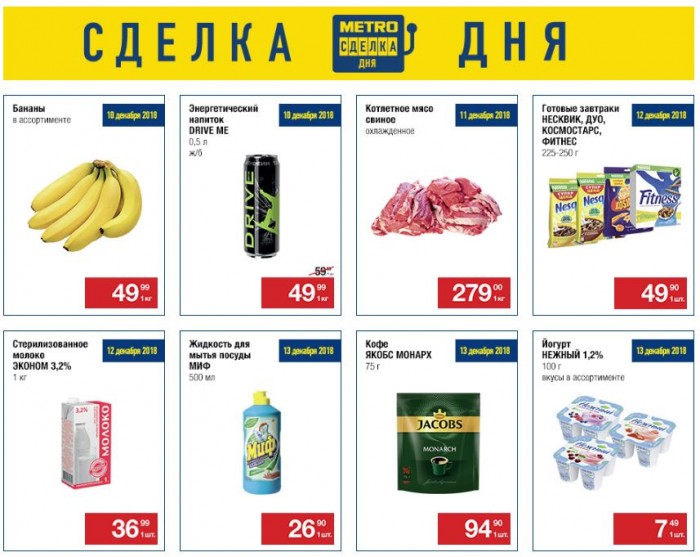 СДЕЛКА METRO СДЕЛКА ДНЯ ДНЯ
Бананы
в ассортименте
10 декабря 2018
49 99
1 кг
Энергетический
напиток
DRIVE ME
0,5 л
ж/б
10 декабря 2018
DRIVE
49 99
1 кг
Котлетное мясо
свиное
охлажденное
11 декабря 2018
279 00
1 кг
Готовые завтраки
НЕСКВИК, ДУО,
КОСМОСТАРС,
ФИТНЕС
225-250 г
12 декабря 2018
Nesq
Nesq
Fitness
49 90
1 шт.
Стерилизованное
молоко
ЭКОНОМ 3,2%
1 кг
12 декабря 2018
3,2%
МОЛОКО
36 99
1 шт.
Жидкость для
мытья посуды
МИФ
500 мл
13 декабря 2018
Миф
26 90
1 шт.
Кофе
ЯКОБС МОНАРХ
75 г
13 декабря 2018
JACOBS
MONARCH
94 90
1 шт.
Йогурт
НЕЖНЫЙ 1,2%
100 г
вкусы в ассортименте
13 декабря 2018
Нежный
Нежный
Нежный
7 49
1 шт.